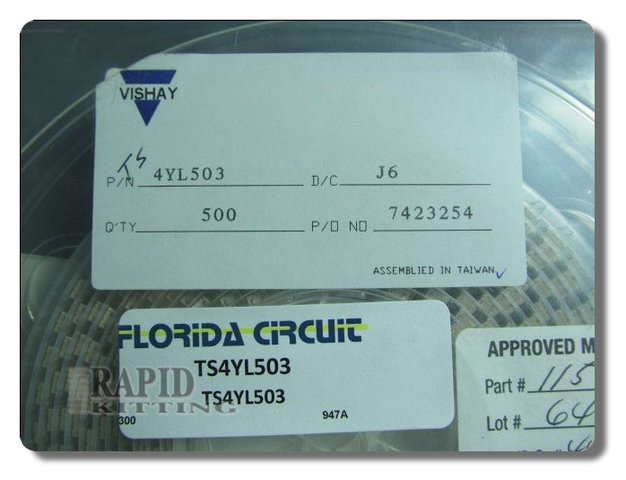 VISHAY
TS
P/N 4YL503 D/C J6
Q'TY 500 P/O NO 7423254
ASSEMBLIED IN TAIWAN
FLORIDA CIRCUIT
TS4YL503
TS4YL503
300 947A
RAPID
KITTING
APPROVED M
Part # 115
Lot # 64